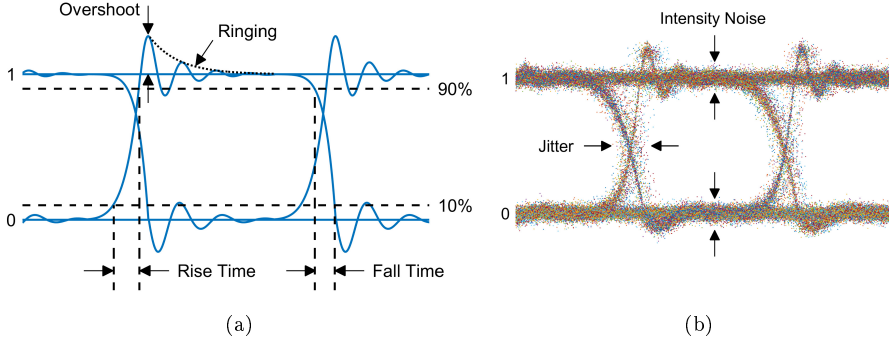 Overshoot
Ringing
1
90%
10%
0
Rise Time
Fall Time
(a)
Intensity Noise
1
Jitter
0
(b)